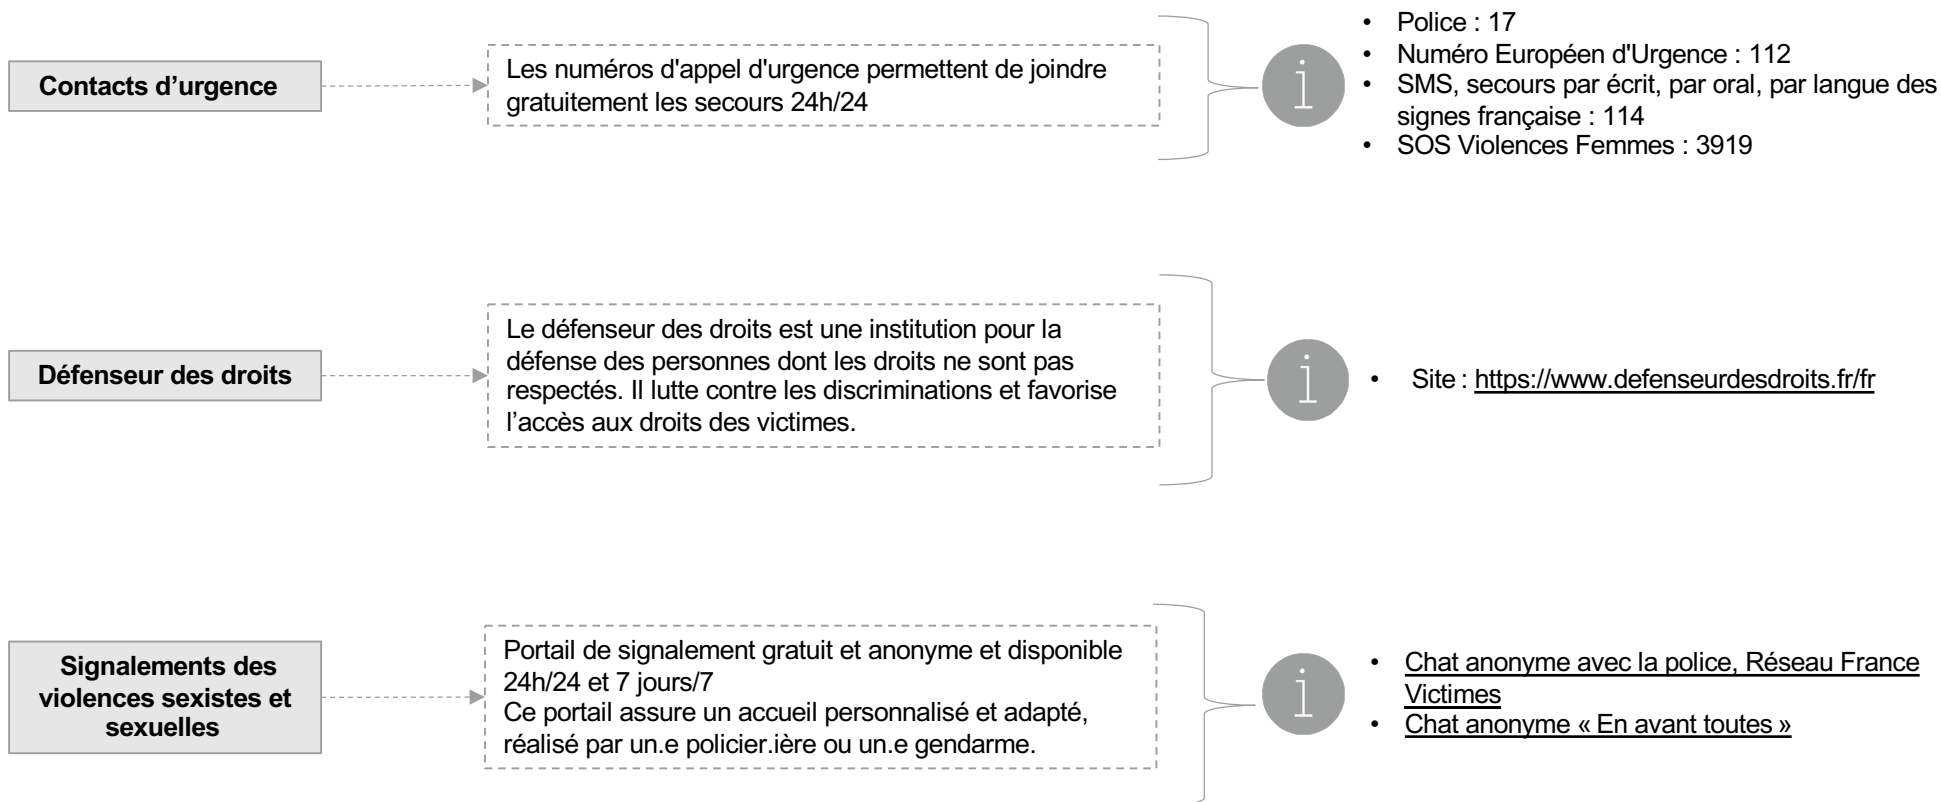 Contacts d’urgence
Les numéros d'appel d'urgence permettent de joindre
gratuitement les secours 24h/24
• Police : 17
• Numéro Européen d'Urgence : 112
• SMS, secours par écrit, par oral, par langue des
signes française : 114
• SOS Violences Femmes : 3919
Défenseur des droits
Le défenseur des droits est une institution pour la
défense des personnes dont les droits ne sont pas
respectés. Il lutte contre les discriminations et favorise
l’accès aux droits des victimes.
• Site : https://www.defenseurdesdroits.fr/fr
Signalements des
violences sexistes et
sexuelles
Portail de signalement gratuit et anonyme et disponible
24h/24 et 7 jours/7
Ce portail assure un accueil personnalisé et adapté,
réalisé par un.e policier.ière ou un.e gendarme.
• Chat anonyme avec la police, Réseau France
Victimes
• Chat anonyme « En avant toutes »